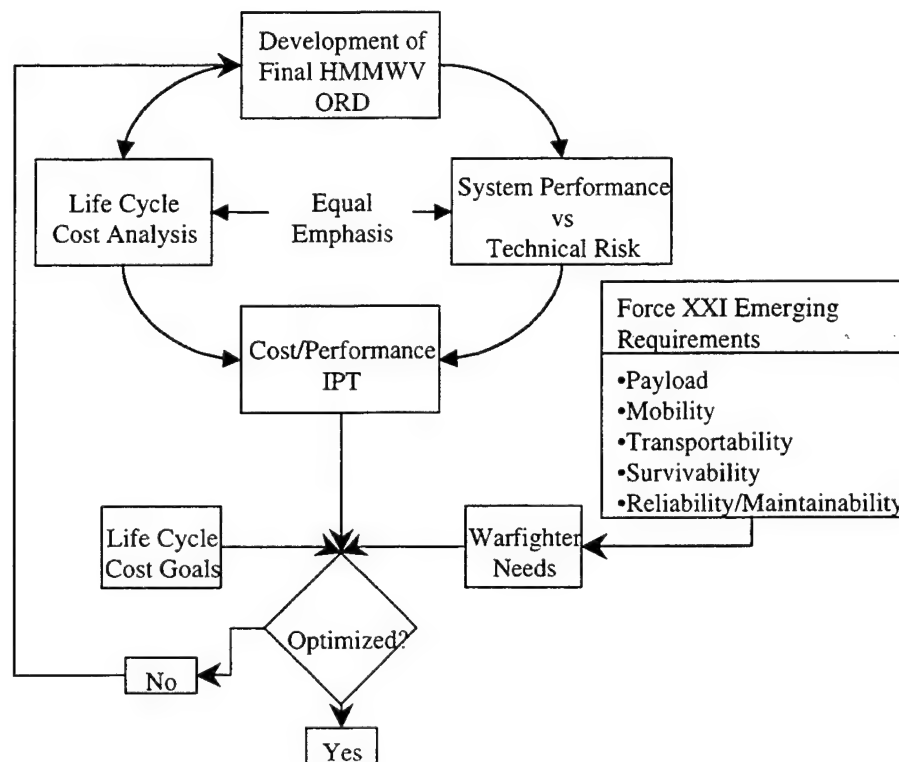 Development of
Final HMMWV
ORD
Life Cycle
Cost Analysis
Equal
Emphasis
System Performance
vs
Technical Risk
Cost/Performance
IPT
Force XXI Emerging
Requirements
•Payload
•Mobility
•Transportability
•Survivability
•Reliability/Maintainability
Life Cycle
Cost Goals
Warfighter
Needs
Optimized?
No
Yes